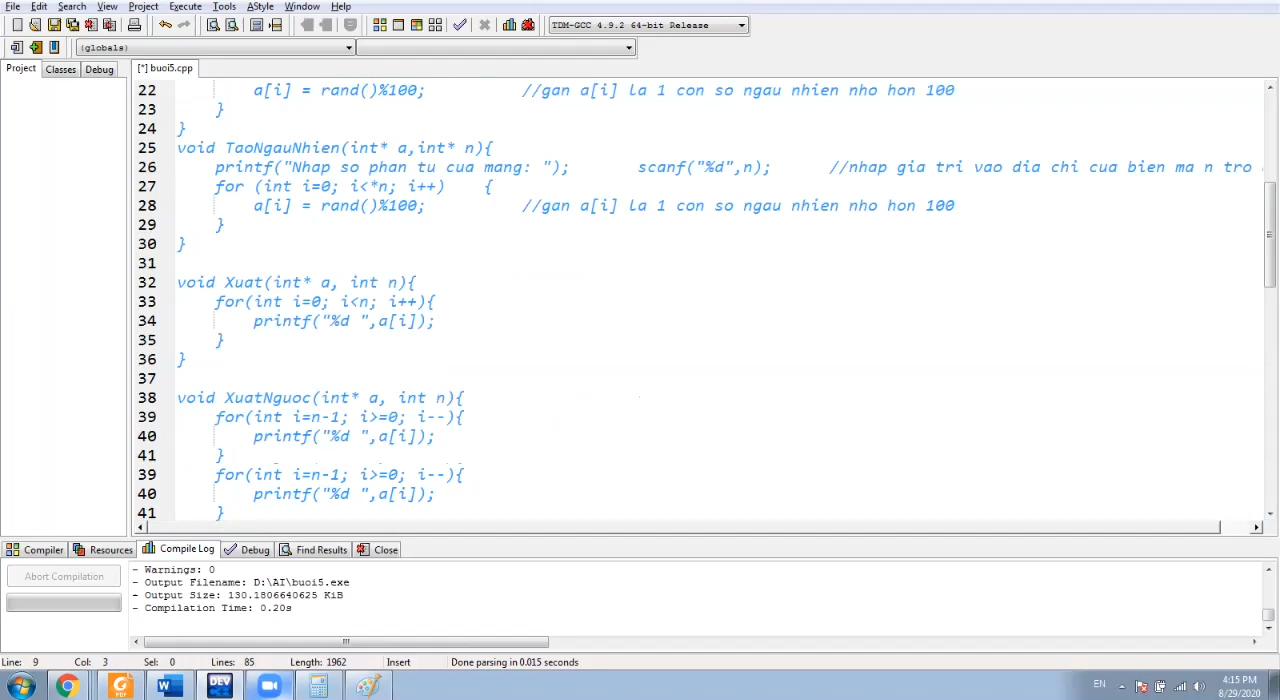 File Edit Search View Project Execute Tools AStyle Window Help
TDM-GCC 4.9.2 64-bit Release
(globals)
Project Classes Debug [*] buoi5.cpp
22 a[i] = rand()%100; //gan a[i] la 1 con so ngau nhien nho hon 100
23 }
24 }
25 void TaoNgauNhien(int* a,int* n){
26 printf("Nhap so phan tu cua mang: "); scanf("%d",n); //nhap gia tri vao dia chi cua bien ma n tro
27 for (int i=0; i<*n; i++) {
28 a[i] = rand()%100; //gan a[i] la 1 con so ngau nhien nho hon 100
29 }
30 }
31
32 void Xuat(int* a, int n){
33 for(int i=0; i<n; i++){
34 printf("%d ",a[i]);
35 }
36 }
37
38 void XuatNguoc(int* a, int n){
39 for(int i=n-1; i>=0; i--){
40 printf("%d ",a[i]);
41 }
39 for(int i=n-1; i>=0; i--){
40 printf("%d ",a[i]);
41 }
Compiler Resources Compile Log Debug Find Results Close
Abort Compilation
- Warnings: 0
- Output Filename: D:\AI\buoi5.exe
- Output Size: 130.1806640625 KiB
- Compilation Time: 0.20s
Line: 9 Col: 3 Sel: 0 Lines: 85 Length: 1962 Insert Done parsing in 0.015 seconds
PDF W DEV EN 4:15 PM
8/29/2020